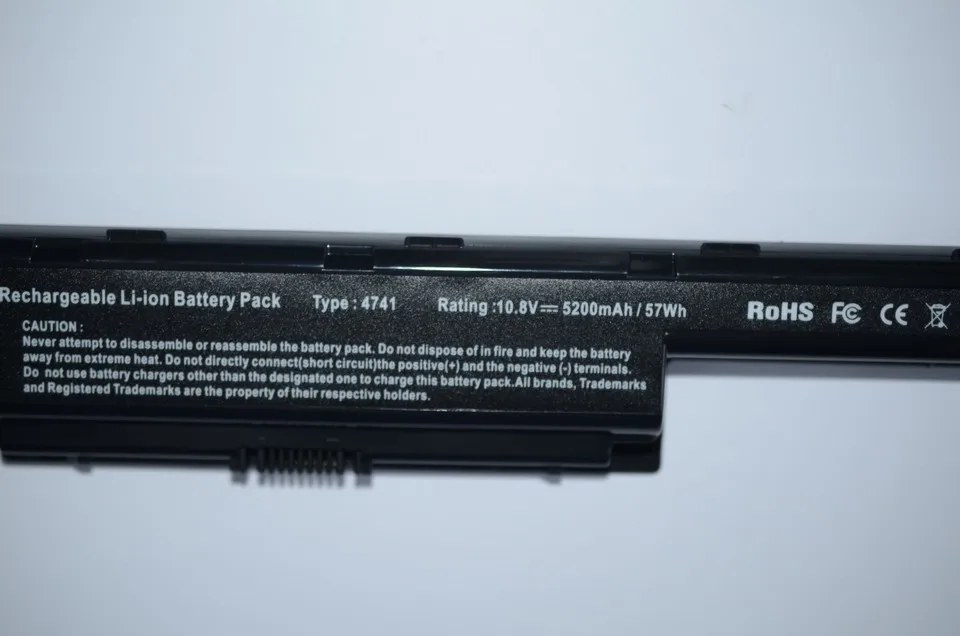 Rechargeable Li-ion Battery Pack Type : 4741 Rating :10.8V⎓ 5200mAh / 57Wh RoHS FC CE
CAUTION :
Never attempt to disassemble or reassemble the battery pack. Do not dispose of in fire and keep the battery
away from extreme heat. Do not directly connect(short circuit)the positive(+) and the negative (-) terminals.
Do not use battery chargers other than the designated one to charge this battery pack.All brands, Trademarks
and Registered Trademarks are the property of their respective holders.